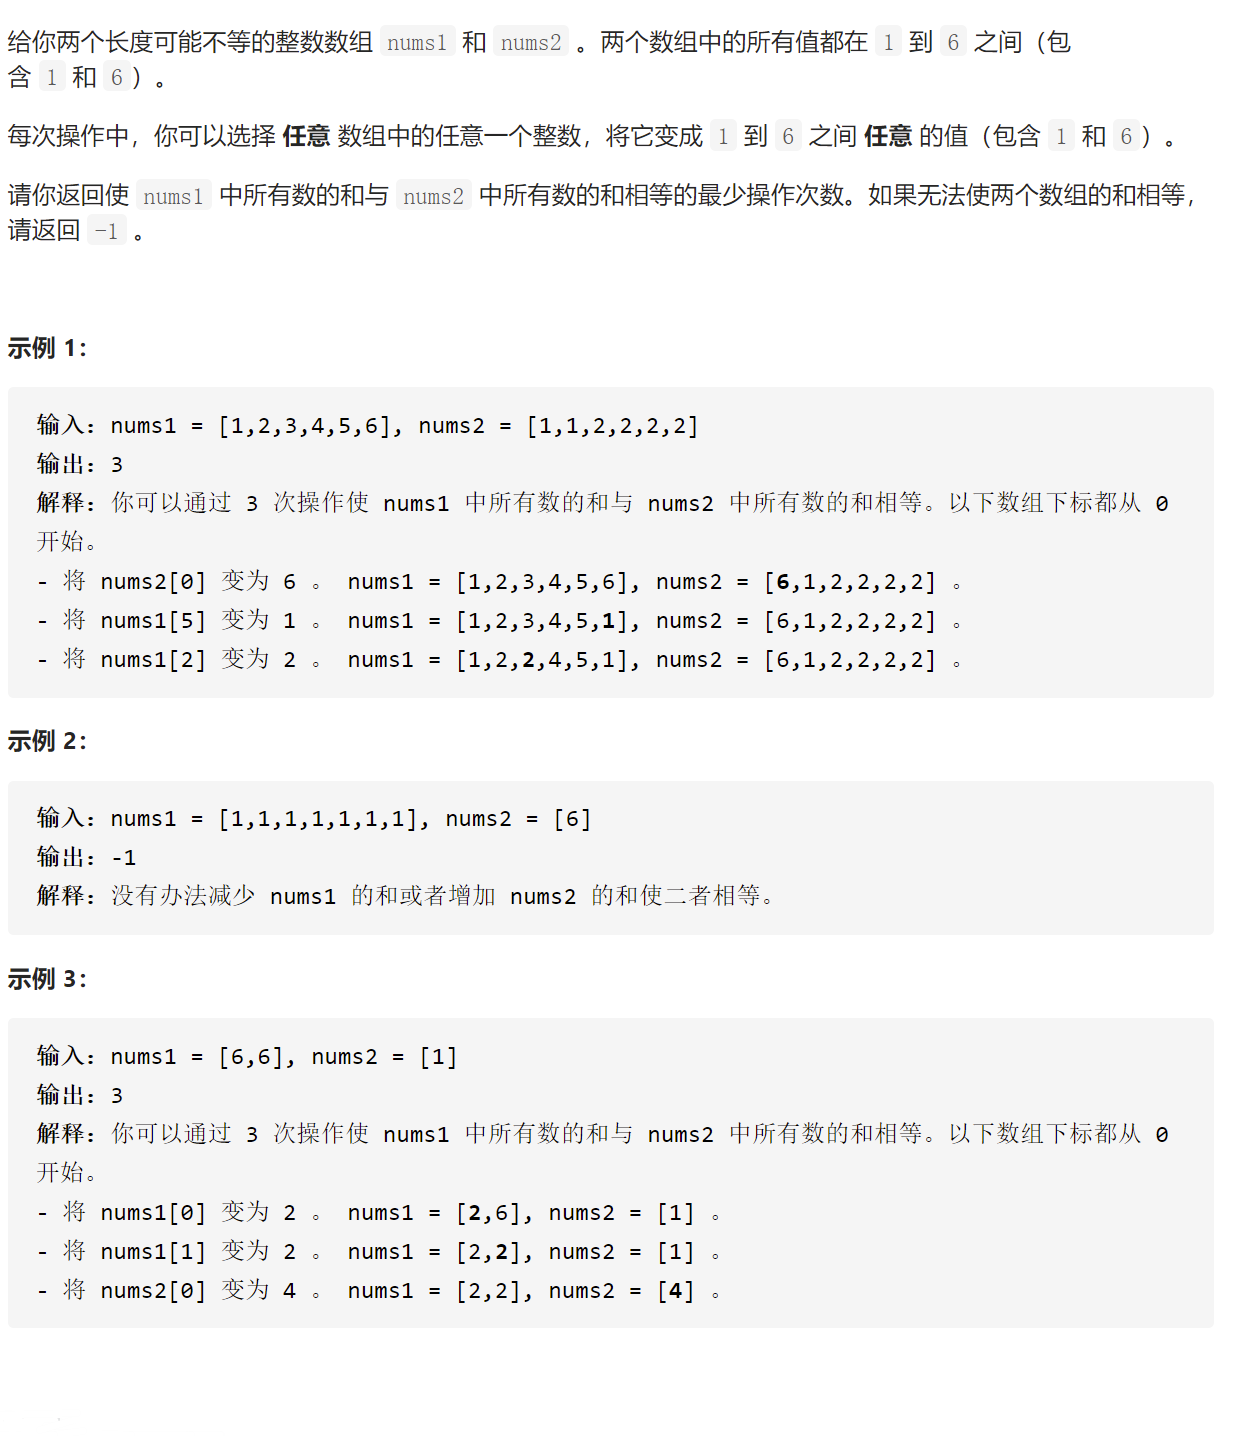 给你两个长度可能不等的整数数组 nums1 和 nums2 。两个数组中的所有值都在 1 到 6 之间（包
含 1 和 6）。
每次操作中，你可以选择 任意 数组中的任意一个整数，将它变成 1 到 6 之间 任意 的值（包含 1 和 6）。
请你返回使 nums1 中所有数的和与 nums2 中所有数的和相等的最少操作次数。如果无法使两个数组的和相等，
请返回 -1 。
示例 1：
输入：nums1 = [1,2,3,4,5,6], nums2 = [1,1,2,2,2,2]
输出：3
解释：你可以通过 3 次操作使 nums1 中所有数的和与 nums2 中所有数的和相等。以下数组下标都从 0
开始。
- 将 nums2[0] 变为 6 。 nums1 = [1,2,3,4,5,6], nums2 = [6,1,2,2,2,2] 。
- 将 nums1[5] 变为 1 。 nums1 = [1,2,3,4,5,1], nums2 = [6,1,2,2,2,2] 。
- 将 nums1[2] 变为 2 。 nums1 = [1,2,2,4,5,1], nums2 = [6,1,2,2,2,2] 。
示例 2：
输入：nums1 = [1,1,1,1,1,1,1], nums2 = [6]
输出：-1
解释：没有办法减少 nums1 的和或者增加 nums2 的和使二者相等。
示例 3：
输入：nums1 = [6,6], nums2 = [1]
输出：3
解释：你可以通过 3 次操作使 nums1 中所有数的和与 nums2 中所有数的和相等。以下数组下标都从 0
开始。
- 将 nums1[0] 变为 2 。 nums1 = [2,6], nums2 = [1] 。
- 将 nums1[1] 变为 2 。 nums1 = [2,2], nums2 = [1] 。
- 将 nums2[0] 变为 4 。 nums1 = [2,2], nums2 = [4] 。